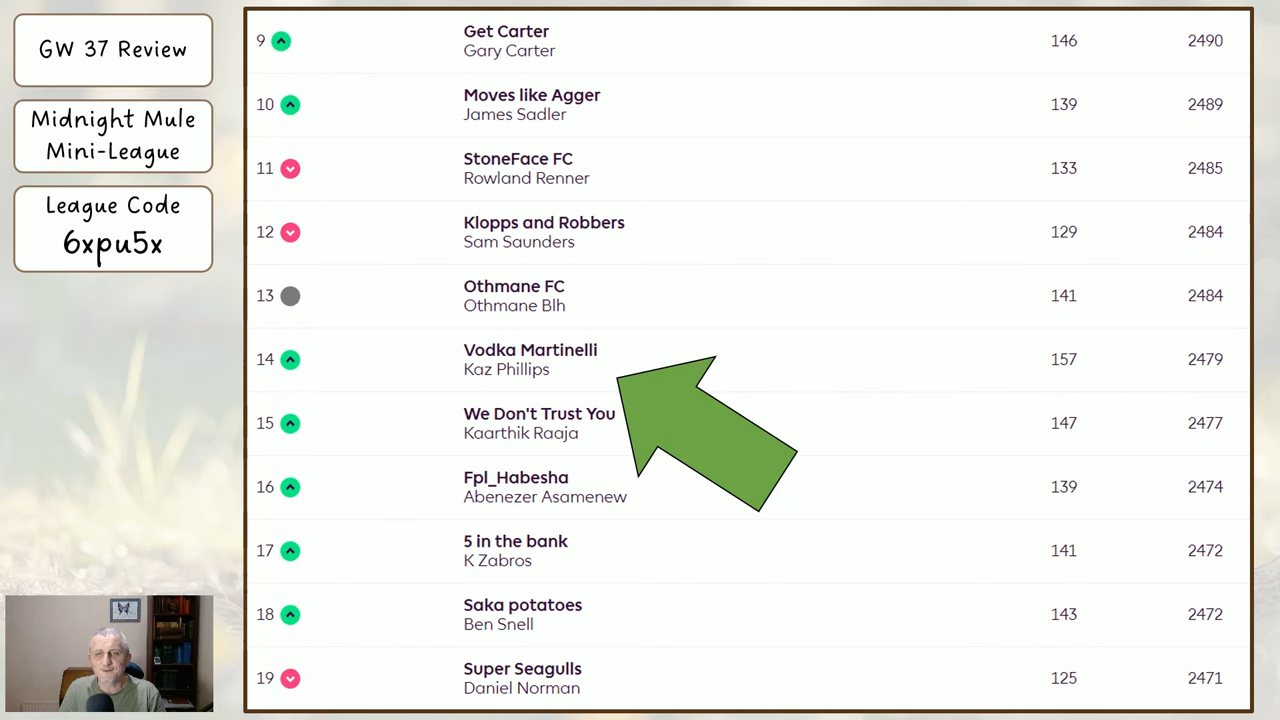 GW 37 Review
Midnight Mule
Mini-League
League Code
6xpu5x
9 Get Carter 146 2490
Gary Carter
10 Moves like Agger 139 2489
James Sadler
11 StoneFace FC 133 2485
Rowland Renner
12 Klopps and Robbers 129 2484
Sam Saunders
13 Othmane FC 141 2484
Othmane Blh
14 Vodka Martinelli 157 2479
Kaz Phillips
15 We Don't Trust You 147 2477
Kaarthik Raaja
16 Fpl_Habesha 139 2474
Abenezer Asamenew
17 5 in the bank 141 2472
K Zabros
18 Saka potatoes 143 2472
Ben Snell
19 Super Seagulls 125 2471
Daniel Norman